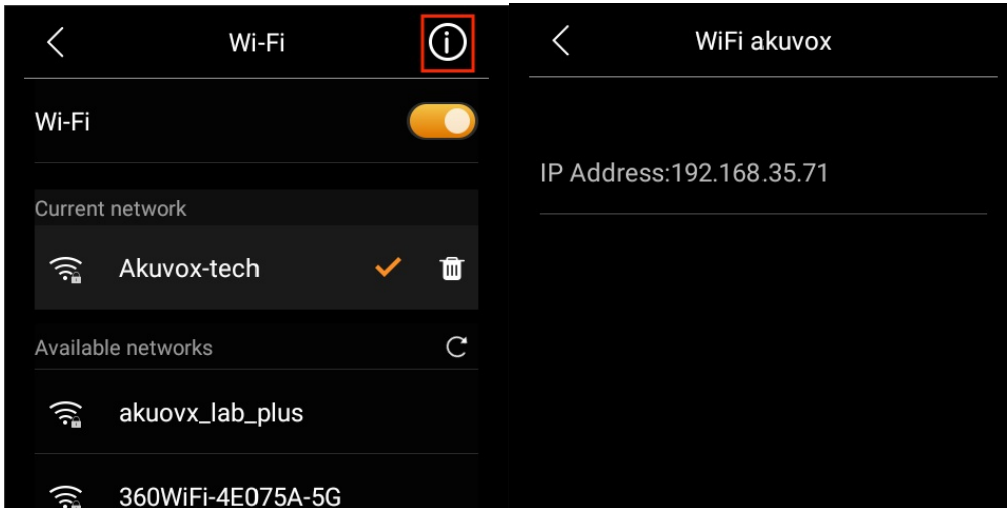 Wi-Fi
Wi-Fi
Current network
Akuvox-tech
Available networks
akuovx_lab_plus
360WiFi-4E075A-5G
WiFi akuvox
IP Address:192.168.35.71